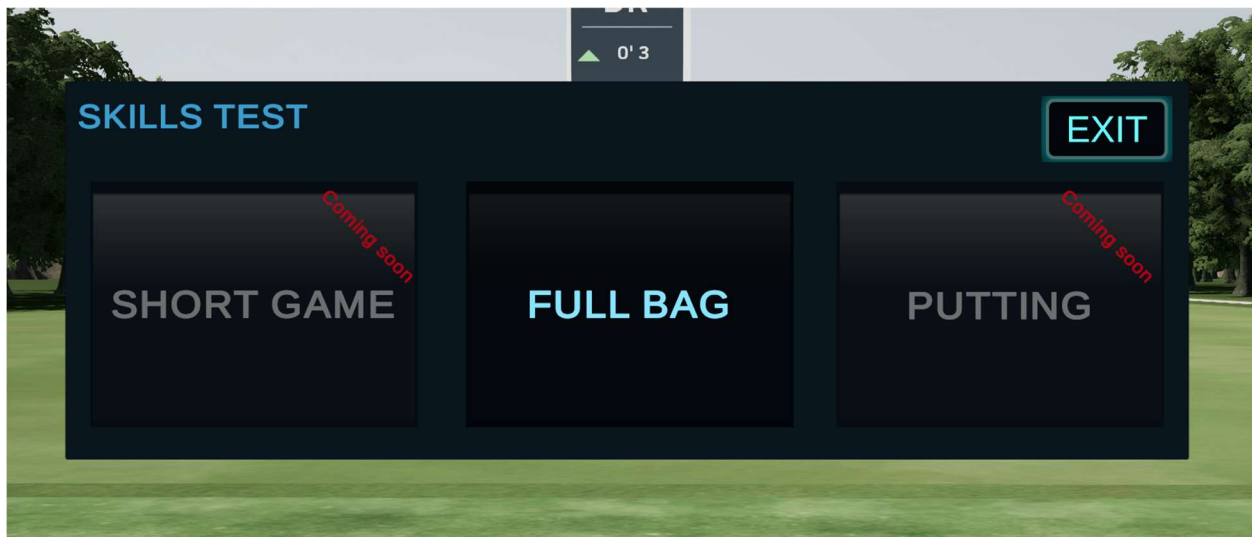 0' 3
SKILLS TEST
EXIT
Coming soon
SHORT GAME
FULL BAG
Coming soon
PUTTING